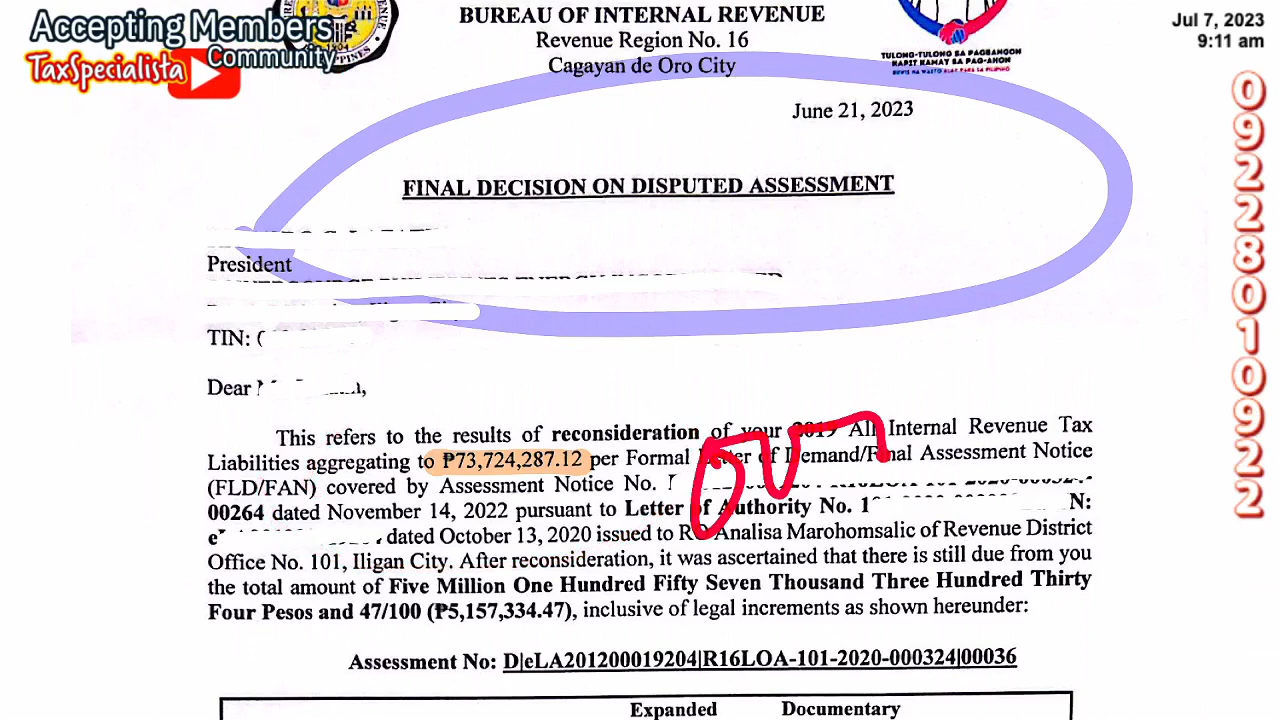 Accepting Members
Community
TaxSpecialista
BUREAU OF INTERNAL REVENUE
Revenue Region No. 16
Cagayan de Oro City
TULONG-TULONG SA PAGBANGON
KAPIT KAMAY SA PAG-AHON
Jul 7, 2023
9:11 am
09228010922
June 21, 2023
FINAL DECISION ON DISPUTED ASSESSMENT
President
TIN:
Dear
This refers to the results of reconsideration of your 2019 All Internal Revenue Tax
Liabilities aggregating to ₱73,724,287.12 per Formal Letter of Demand/Final Assessment Notice
(FLD/FAN) covered by Assessment Notice No.
00264 dated November 14, 2022 pursuant to Letter of Authority No. 1 N:
dated October 13, 2020 issued to RO Analisa Marohomsalic of Revenue District
Office No. 101, Iligan City. After reconsideration, it was ascertained that there is still due from you
the total amount of Five Million One Hundred Fifty Seven Thousand Three Hundred Thirty
Four Pesos and 47/100 (₱5,157,334.47), inclusive of legal increments as shown hereunder:
Assessment No: D|eLA201200019204|R16LOA-101-2020-000324|00036
Expanded Documentary